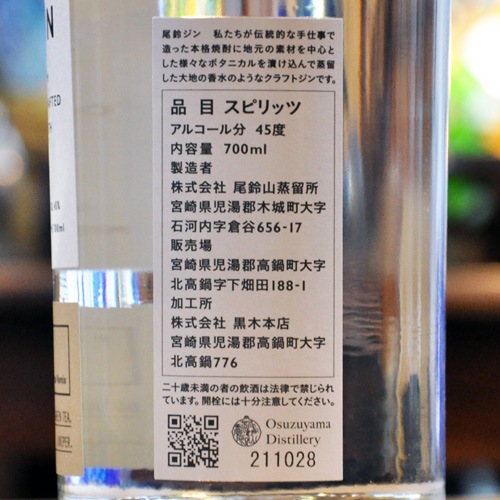 尾鈴ジン　私たちが伝統的な手仕事で
造った本格焼酎に地元の素材を中心と
した様々なボタニカルを漬け込んで蒸留
した大地の香水のようなクラフトジンです。
品 目 スピリッツ
アルコール分 45度
内容量 700ml
製造者
株式会社 尾鈴山蒸留所
宮崎県児湯郡木城町大字
石河内字倉谷656-17
販売場
宮崎県児湯郡高鍋町大字
北高鍋字下畑田188-1
加工所
株式会社 黒木本店
宮崎県児湯郡高鍋町大字
北高鍋776
二十歳未満の者の飲酒は法律で禁じられ
ています。開栓には十分注意してください。
Osuzuyama
Distillery
211028
N
TEA.